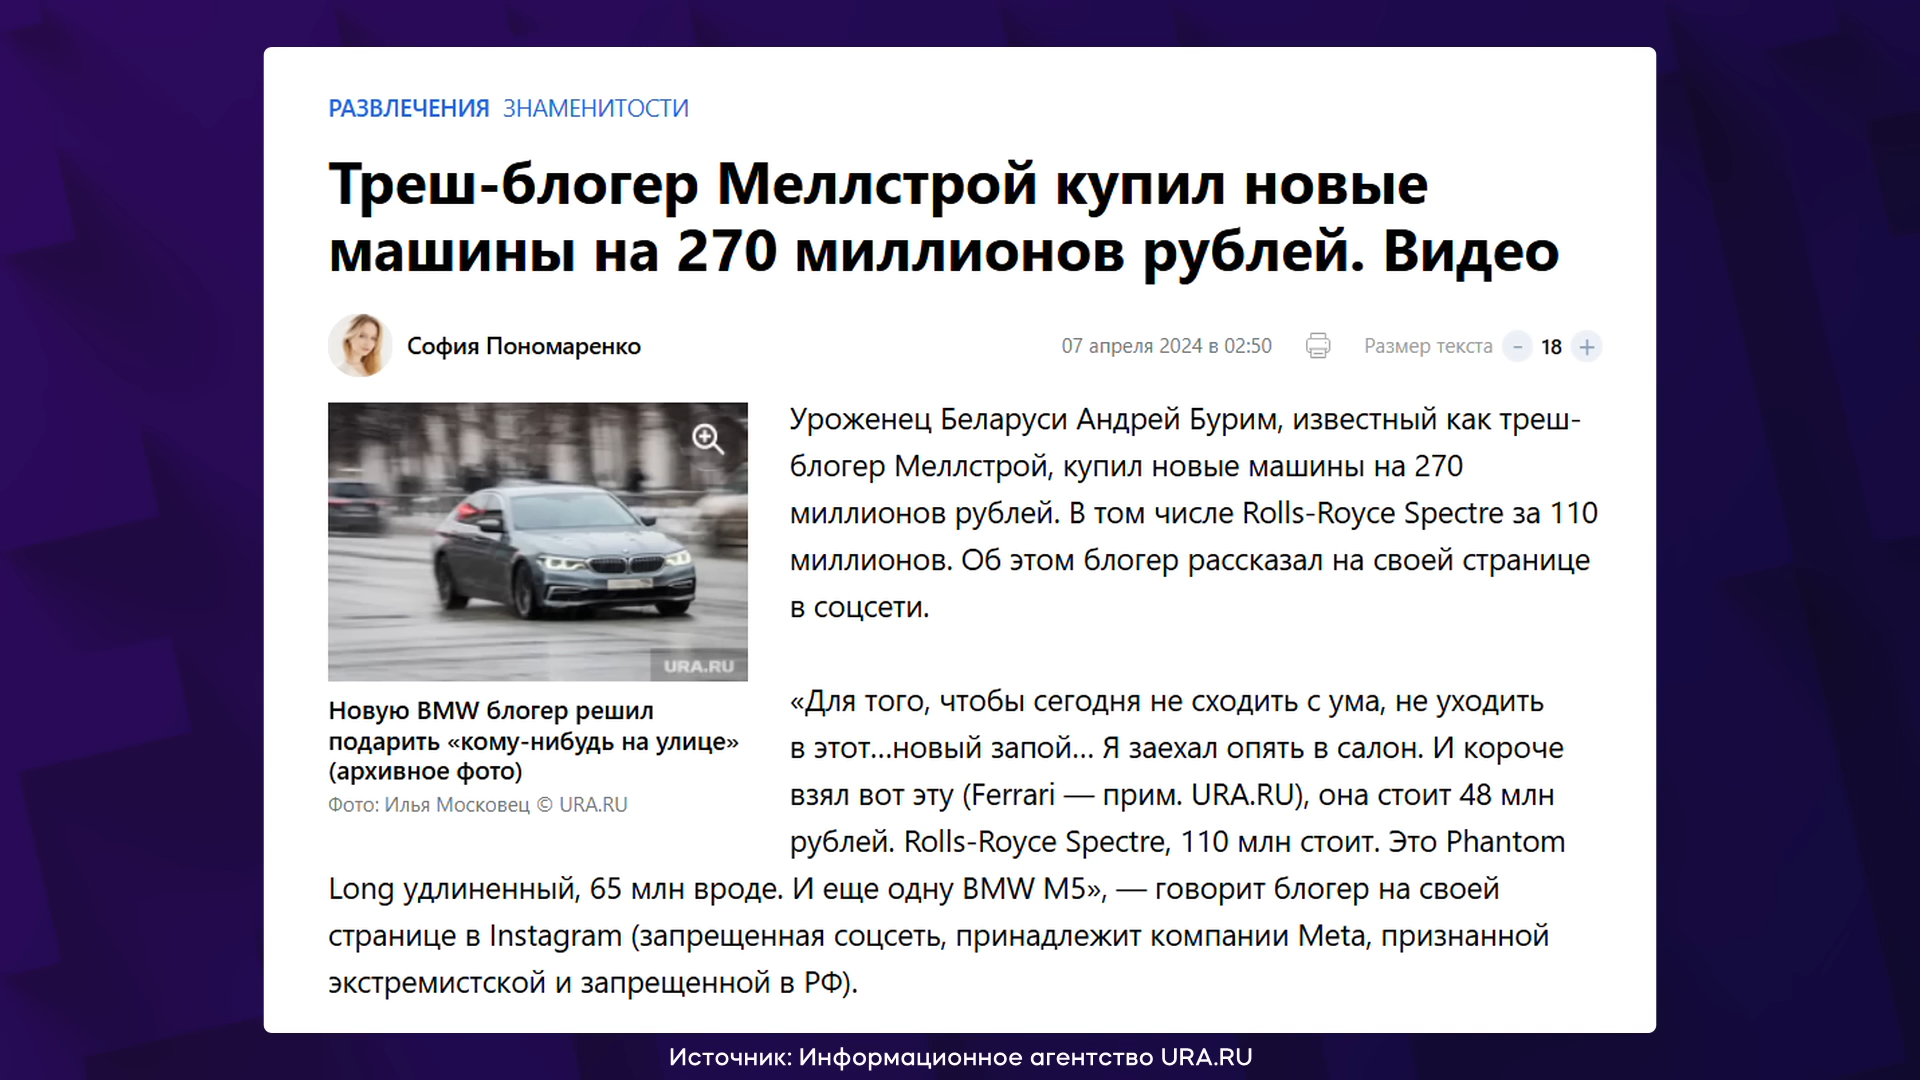 РАЗВЛЕЧЕНИЯ ЗНАМЕНИТОСТИ
Треш-блогер Меллстрой купил новые
машины на 270 миллионов рублей. Видео
София Пономаренко
07 апреля 2024 в 02:50
Размер текста - 18 +
URA.RU
Новую BMW блогер решил
подарить «кому-нибудь на улице»
(архивное фото)
Фото: Илья Московец © URA.RU
Уроженец Беларуси Андрей Бурим, известный как треш-
блогер Меллстрой, купил новые машины на 270
миллионов рублей. В том числе Rolls-Royce Spectre за 110
миллионов. Об этом блогер рассказал на своей странице
в соцсети.
«Для того, чтобы сегодня не сходить с ума, не уходить
в этот...новый запой... Я заехал опять в салон. И короче
взял вот эту (Ferrari — прим. URA.RU), она стоит 48 млн
рублей. Rolls-Royce Spectre, 110 млн стоит. Это Phantom
Long удлиненный, 65 млн вроде. И еще одну BMW M5», — говорит блогер на своей
странице в Instagram (запрещенная соцсеть, принадлежит компании Meta, признанной
экстремистской и запрещенной в РФ).
Источник: Информационное агентство URA.RU